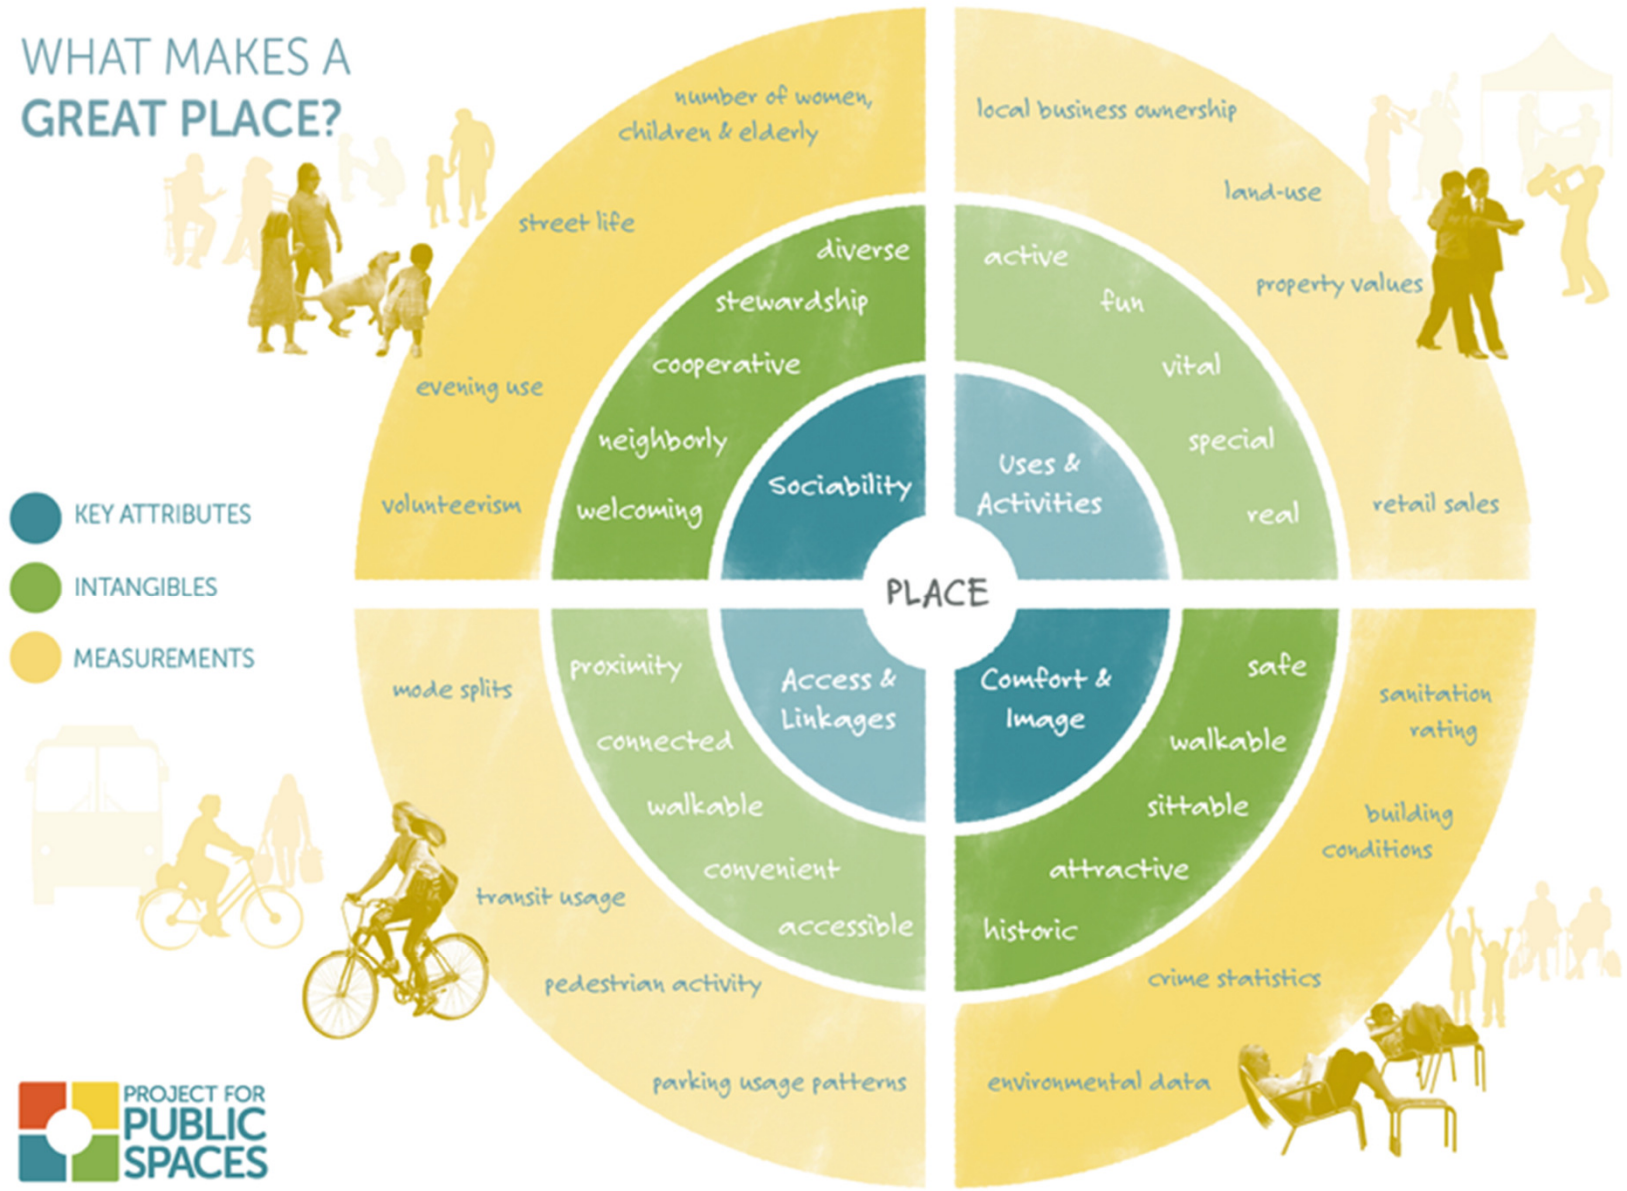 WHAT MAKES A
GREAT PLACE?
number of women,
children & elderly
street life
evening use
volunteerism
diverse
stewardship
cooperative
neighborly
welcoming
Sociability
local business ownership
land-use
property values
retail sales
active
fun
vital
special
real
Uses &
Activities
PLACE
KEY ATTRIBUTES
INTANGIBLES
MEASUREMENTS
Access &
Linkages
proximity
connected
walkable
convenient
accessible
mode splits
transit usage
pedestrian activity
parking usage patterns
Comfort &
Image
safe
walkable
sittable
attractive
historic
sanitation
rating
building
conditions
crime statistics
environmental data
PROJECT FOR
PUBLIC
SPACES